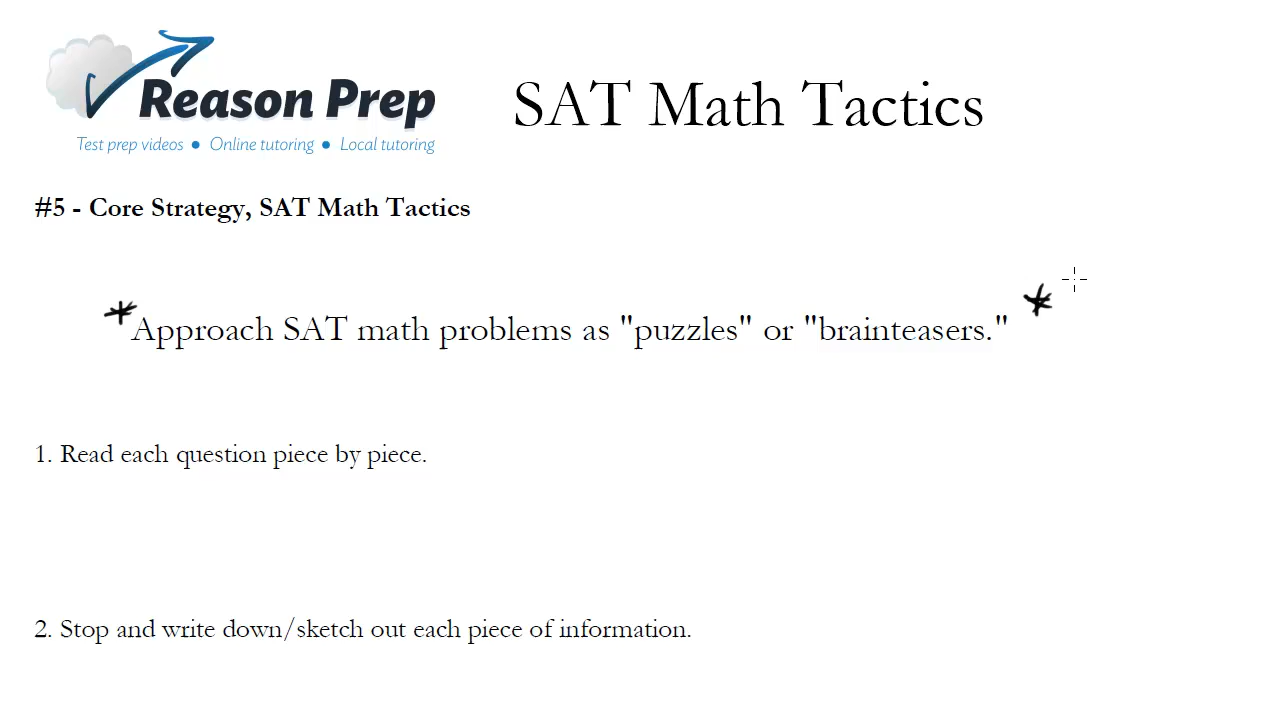 Reason Prep
Test prep videos ● Online tutoring ● Local tutoring
SAT Math Tactics
#5 - Core Strategy, SAT Math Tactics
*Approach SAT math problems as "puzzles" or "brainteasers." *
1. Read each question piece by piece.
2. Stop and write down/sketch out each piece of information.